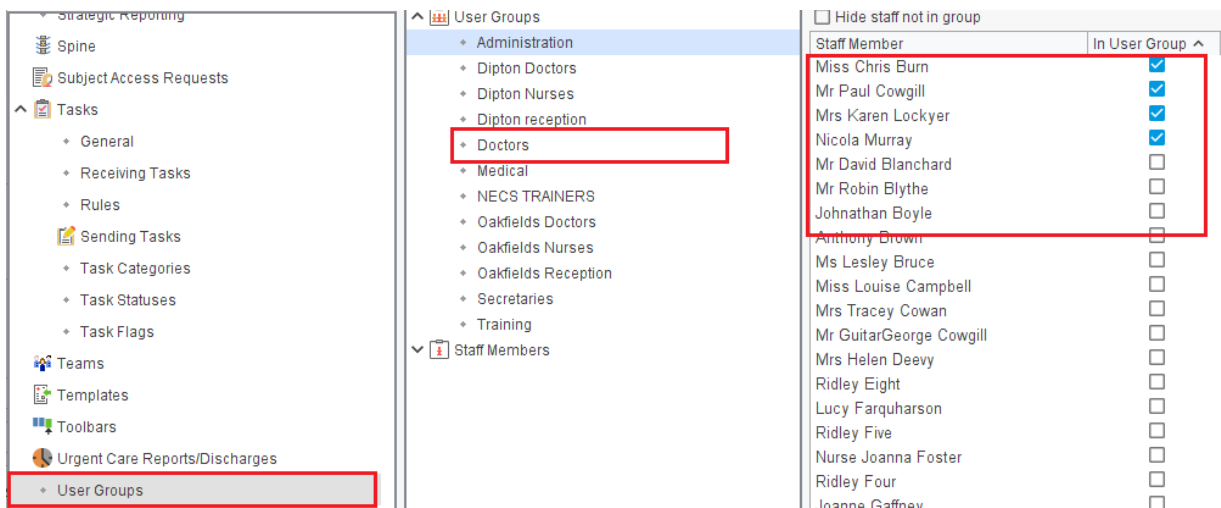 Strategic Reporting
Spine
Subject Access Requests
Tasks
General
Receiving Tasks
Rules
Sending Tasks
Task Categories
Task Statuses
Task Flags
Teams
Templates
Toolbars
Urgent Care Reports/Discharges
User Groups
User Groups
Administration
Dipton Doctors
Dipton Nurses
Dipton reception
Doctors
Medical
NECS TRAINERS
Oakfields Doctors
Oakfields Nurses
Oakfields Reception
Secretaries
Training
Staff Members
Hide staff not in group
Staff Member In User Group
Miss Chris Burn
Mr Paul Cowgill
Mrs Karen Lockyer
Nicola Murray
Mr David Blanchard
Mr Robin Blythe
Johnathan Boyle
Anthony Brown
Ms Lesley Bruce
Miss Louise Campbell
Mrs Tracey Cowan
Mr GuitarGeorge Cowgill
Mrs Helen Deevy
Ridley Eight
Lucy Farquharson
Ridley Five
Nurse Joanna Foster
Ridley Four
Joanne Gaffney